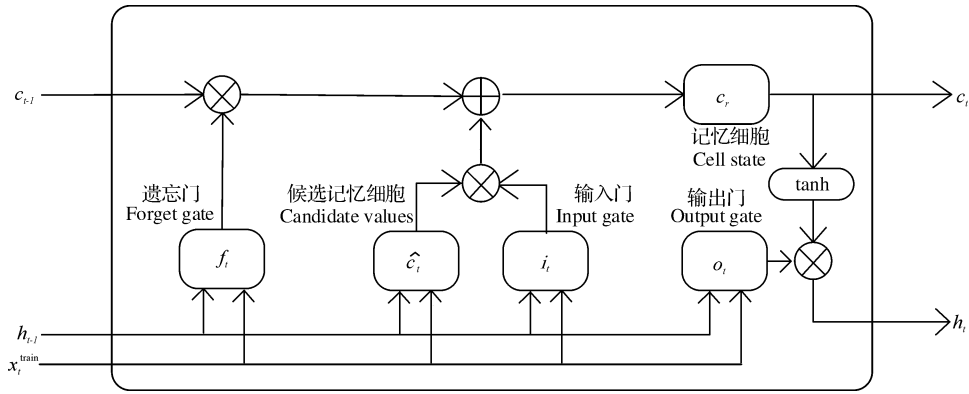 c_{t-1}
c_r
c_t
记忆细胞
Cell state
tanh
遗忘门
Forget gate
候选记忆细胞
Candidate values
输入门
Input gate
输出门
Output gate
f_t
ĉ_t
i_t
o_t
h_{t-1}
h_t
x_t^{train}